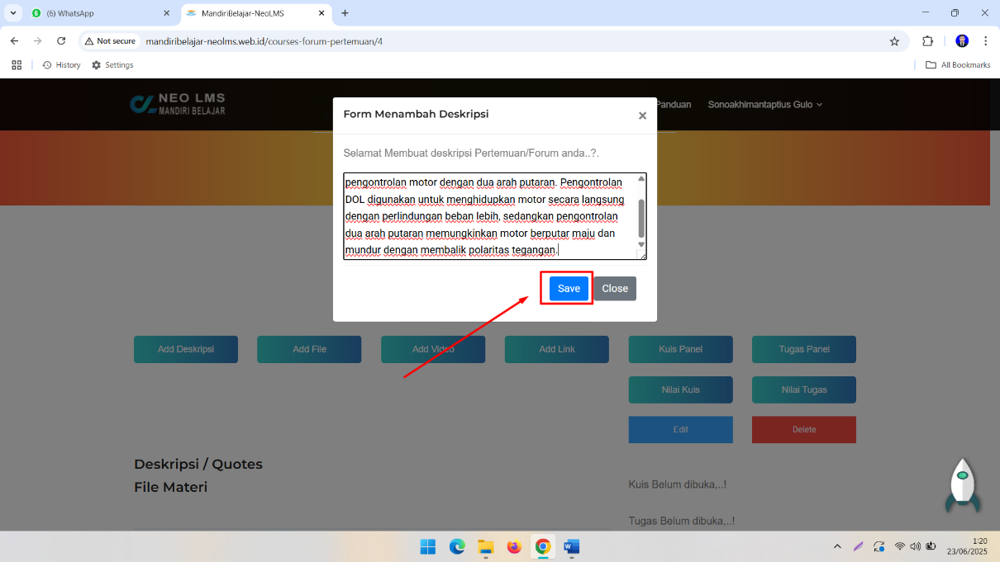 (6) WhatsApp
MandiriBelajar-NeoLMS
Not secure
mandiribelajar-neolms.web.id/courses-forum-pertemuan/4
History
Settings
All Bookmarks
NEO LMS
MANDIRI BELAJAR
Panduan
Sonoakhimantaptius Gulo
Form Menambah Deskripsi
×
Selamat Membuat deskripsi Pertemuan/Forum anda..?.
pengontrolan motor dengan dua arah putaran. Pengontrolan
DOL digunakan untuk menghidupkan motor secara langsung
dengan perlindungan beban lebih, sedangkan pengontrolan
dua arah putaran memungkinkan motor berputar maju dan
mundur dengan membalik polaritas tegangan.
Save
Close
Add Deskripsi
Add File
Add Video
Add Link
Kuis Panel
Tugas Panel
Nilai Kuis
Nilai Tugas
Edit
Delete
Deskripsi / Quotes
File Materi
Kuis Belum dibuka,..!
Tugas Belum dibuka,..!
1:20
23/06/2025